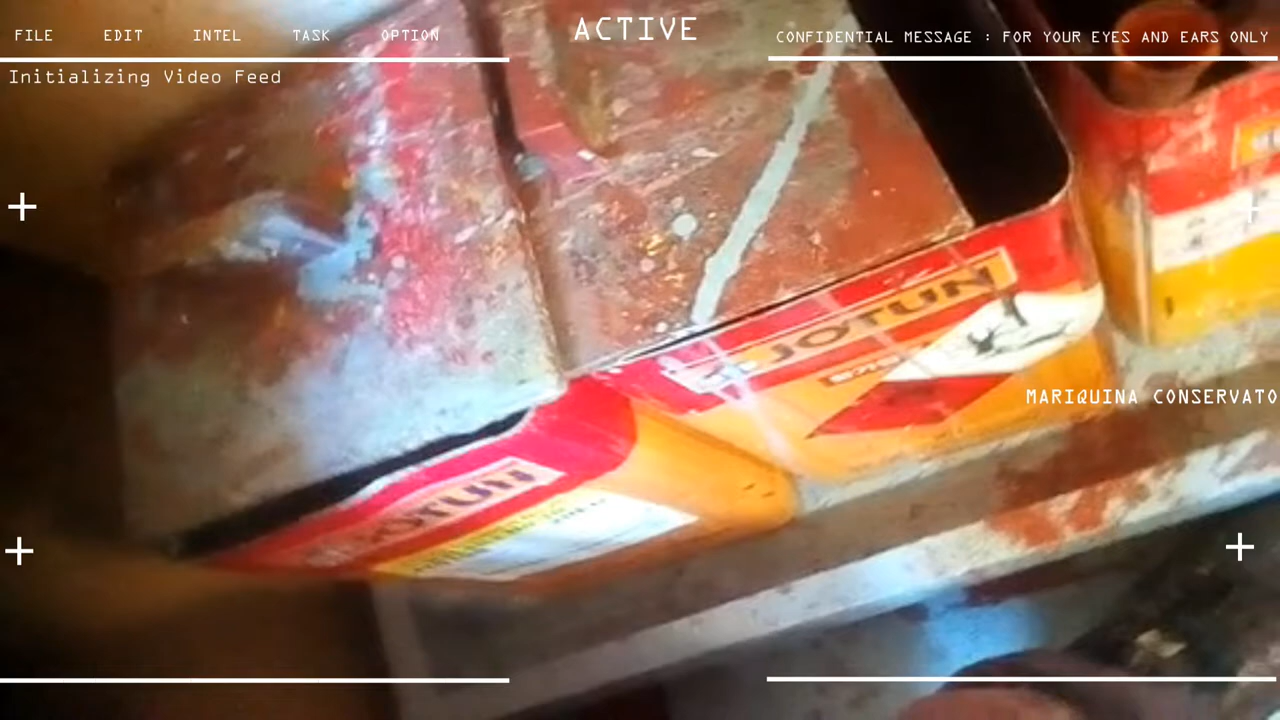 FILE EDIT INTEL TASK OPTION
ACTIVE
CONFIDENTIAL MESSAGE : FOR YOUR EYES AND EARS ONLY
Initializing Video Feed
JOTUN
MARIQUINA CONSERVATO
JOTUN